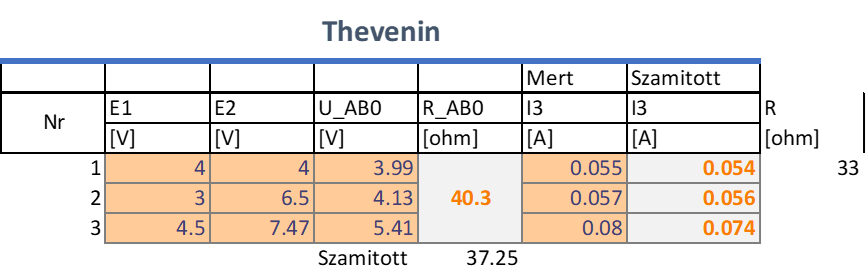 Thevenin
Mert Szamitott
Nr E1 E2 U_AB0 R_AB0 I3 I3 R
[V] [V] [V] [ohm] [A] [A] [ohm]
1 4 4 3.99 0.055 0.054 33
2 3 6.5 4.13 40.3 0.057 0.056
3 4.5 7.47 5.41 0.08 0.074
Szamitott 37.25